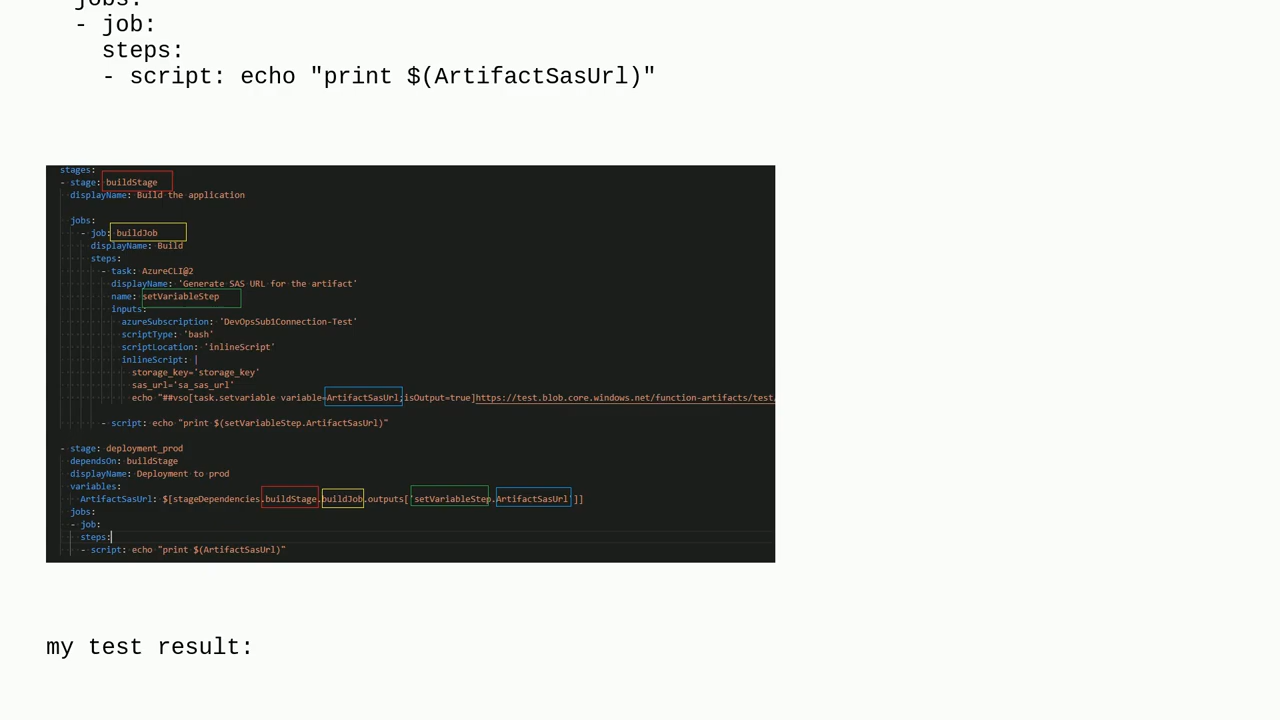 jobs:
- job:
steps:
- script: echo "print $(ArtifactSasUrl)"
stages:
- stage: buildStage
displayName: Build the application
jobs:
- job: buildJob
displayName: Build
steps:
- task: AzureCLI@2
displayName: 'Generate SAS URL for the artifact'
name: setVariableStep
inputs:
azureSubscription: 'DevOpsSub1Connection-Test'
scriptType: 'bash'
scriptLocation: 'inlineScript'
inlineScript: |
storage_key='storage_key'
sas_url='sa_sas_url'
echo "##vso[task.setvariable variable=ArtifactSasUrl;isOutput=true]https://test.blob.core.windows.net/function-artifacts/test/
- script: echo "print $(setVariableStep.ArtifactSasUrl)"
- stage: deployment_prod
dependsOn: buildStage
displayName: Deployment to prod
variables:
ArtifactSasUrl: $[stageDependencies.buildStage.buildJob.outputs['setVariableStep.ArtifactSasUrl']]
jobs:
- job:
steps:
- script: echo "print $(ArtifactSasUrl)"
my test result: